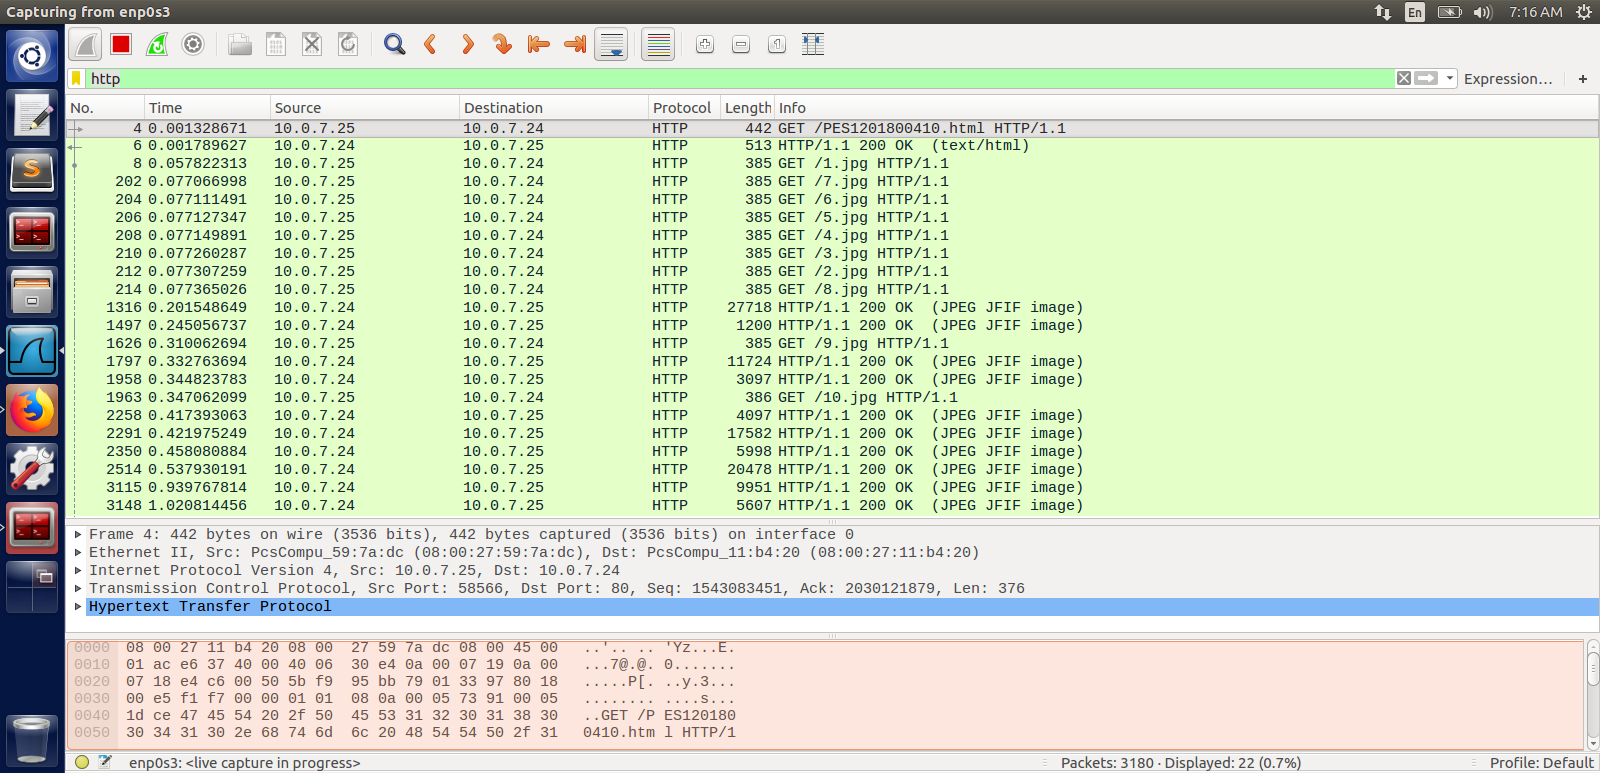 Capturing from enp0s3
En
7:16 AM
http
Expression…
+
No. Time Source Destination Protocol Length Info
4 0.001328671 10.0.7.25 10.0.7.24 HTTP 442 GET /PES1201800410.html HTTP/1.1
6 0.001789627 10.0.7.24 10.0.7.25 HTTP 513 HTTP/1.1 200 OK  (text/html)
8 0.057822313 10.0.7.25 10.0.7.24 HTTP 385 GET /1.jpg HTTP/1.1
202 0.077066998 10.0.7.25 10.0.7.24 HTTP 385 GET /7.jpg HTTP/1.1
204 0.077111491 10.0.7.25 10.0.7.24 HTTP 385 GET /6.jpg HTTP/1.1
206 0.077127347 10.0.7.25 10.0.7.24 HTTP 385 GET /5.jpg HTTP/1.1
208 0.077149891 10.0.7.25 10.0.7.24 HTTP 385 GET /4.jpg HTTP/1.1
210 0.077260287 10.0.7.25 10.0.7.24 HTTP 385 GET /3.jpg HTTP/1.1
212 0.077307259 10.0.7.25 10.0.7.24 HTTP 385 GET /2.jpg HTTP/1.1
214 0.077365026 10.0.7.25 10.0.7.24 HTTP 385 GET /8.jpg HTTP/1.1
1316 0.201548649 10.0.7.24 10.0.7.25 HTTP 27718 HTTP/1.1 200 OK  (JPEG JFIF image)
1497 0.245056737 10.0.7.24 10.0.7.25 HTTP 1200 HTTP/1.1 200 OK  (JPEG JFIF image)
1626 0.310062694 10.0.7.25 10.0.7.24 HTTP 385 GET /9.jpg HTTP/1.1
1797 0.332763694 10.0.7.24 10.0.7.25 HTTP 11724 HTTP/1.1 200 OK  (JPEG JFIF image)
1958 0.344823783 10.0.7.24 10.0.7.25 HTTP 3097 HTTP/1.1 200 OK  (JPEG JFIF image)
1963 0.347062099 10.0.7.25 10.0.7.24 HTTP 386 GET /10.jpg HTTP/1.1
2258 0.417393063 10.0.7.24 10.0.7.25 HTTP 4097 HTTP/1.1 200 OK  (JPEG JFIF image)
2291 0.421975249 10.0.7.24 10.0.7.25 HTTP 17582 HTTP/1.1 200 OK  (JPEG JFIF image)
2350 0.458080884 10.0.7.24 10.0.7.25 HTTP 5998 HTTP/1.1 200 OK  (JPEG JFIF image)
2514 0.537930191 10.0.7.24 10.0.7.25 HTTP 20478 HTTP/1.1 200 OK  (JPEG JFIF image)
3115 0.939767814 10.0.7.24 10.0.7.25 HTTP 9951 HTTP/1.1 200 OK  (JPEG JFIF image)
3148 1.020814456 10.0.7.24 10.0.7.25 HTTP 5607 HTTP/1.1 200 OK  (JPEG JFIF image)
Frame 4: 442 bytes on wire (3536 bits), 442 bytes captured (3536 bits) on interface 0
Ethernet II, Src: PcsCompu_59:7a:dc (08:00:27:59:7a:dc), Dst: PcsCompu_11:b4:20 (08:00:27:11:b4:20)
Internet Protocol Version 4, Src: 10.0.7.25, Dst: 10.0.7.24
Transmission Control Protocol, Src Port: 58566, Dst Port: 80, Seq: 1543083451, Ack: 2030121879, Len: 376
Hypertext Transfer Protocol
0000 08 00 27 11 b4 20 08 00  27 59 7a dc 08 00 45 00 ..'.. .. 'Yz...E.
0010 01 ac e6 37 40 00 40 06  30 e4 0a 00 07 19 0a 00 ...7@.@. 0.......
0020 07 18 e4 c6 00 50 5b f9  95 bb 79 01 33 97 80 18 .....P[. ..y.3...
0030 00 e5 f1 f7 00 00 01 01  08 0a 00 05 73 91 00 05 ........ ....s...
0040 1d ce 47 45 54 20 2f 50  45 53 31 32 30 31 38 30 ..GET /P ES120180
0050 30 34 31 30 2e 68 74 6d  6c 20 48 54 54 50 2f 31 0410.htm l HTTP/1
enp0s3: <live capture in progress>
Packets: 3180 · Displayed: 22 (0.7%)
Profile: Default